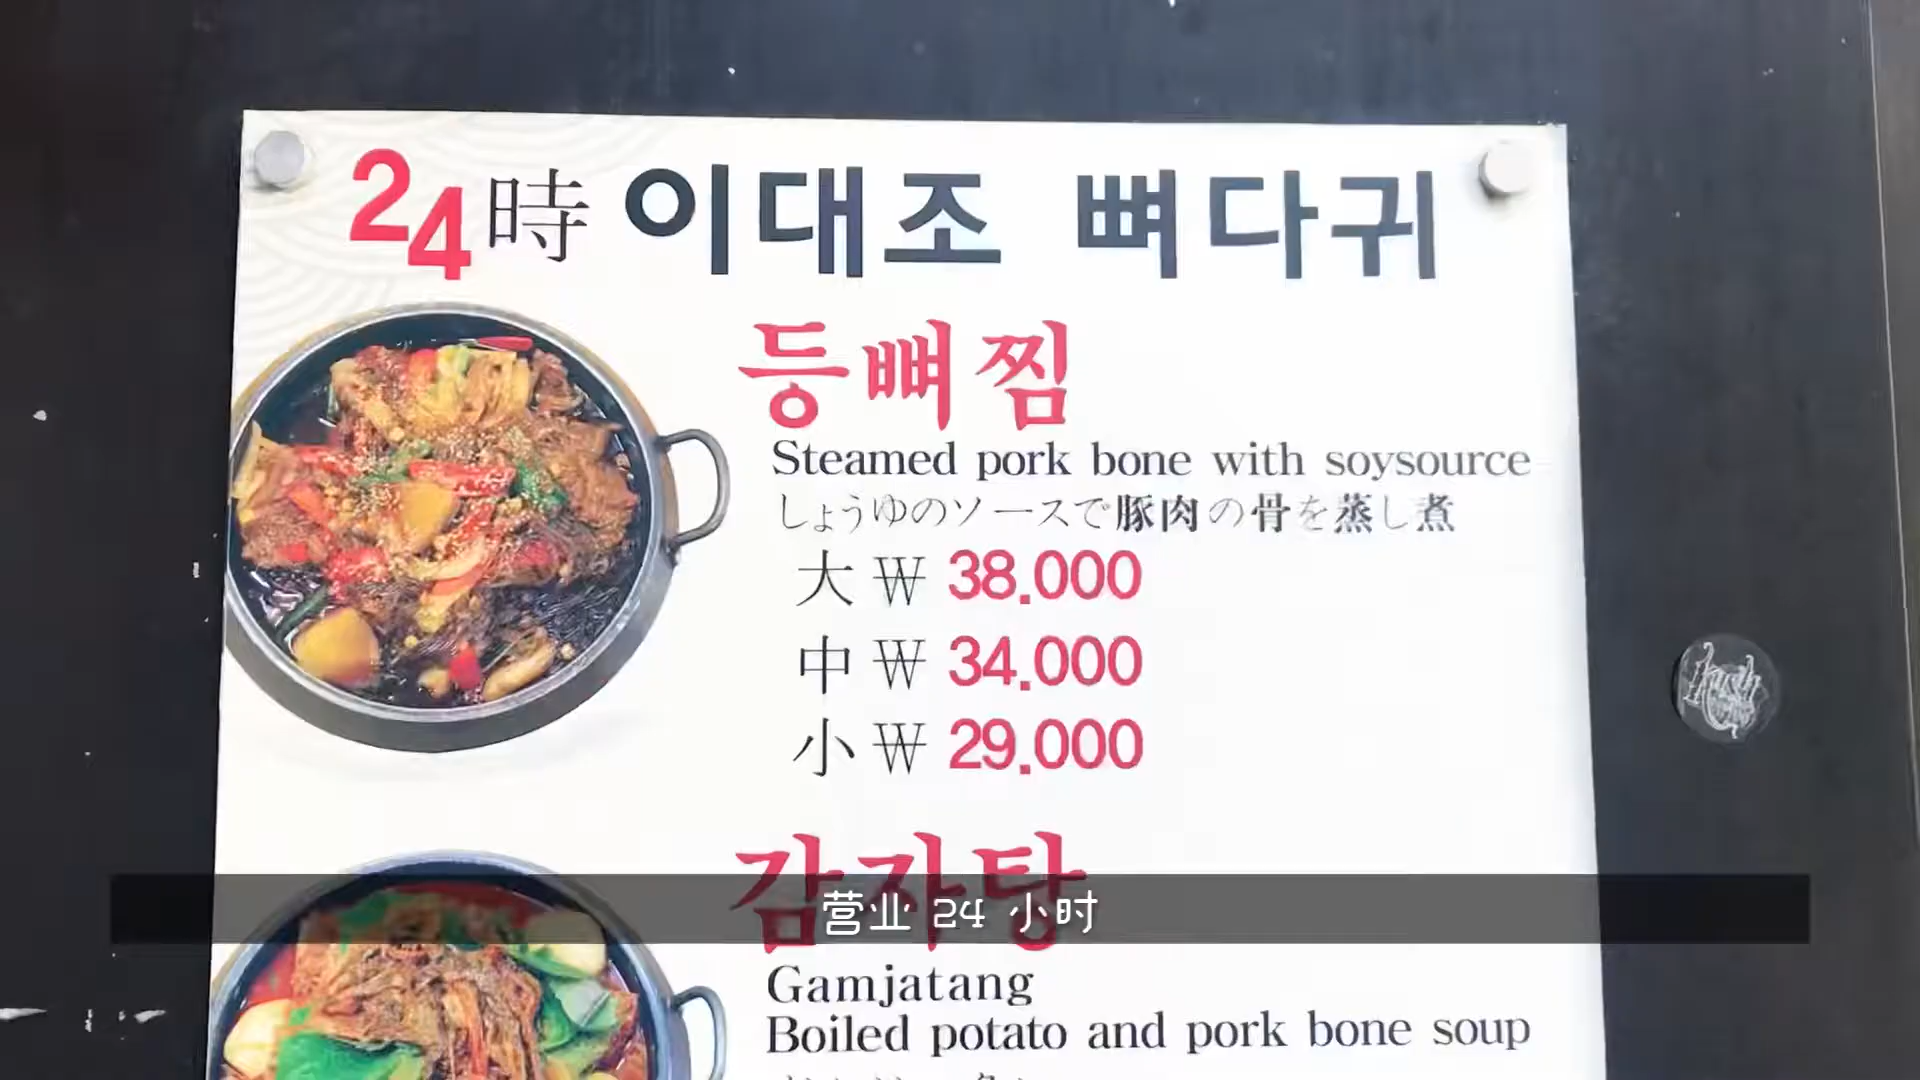 24時 이대조 뼈다귀
등뼈찜
Steamed pork bone with soysource
しょうゆのソースで豚肉の骨を蒸し煮
大 ₩ 38.000
中 ₩ 34.000
小 ₩ 29.000
감자탕
营业 24 小时
Gamjatang
Boiled potato and pork bone soup